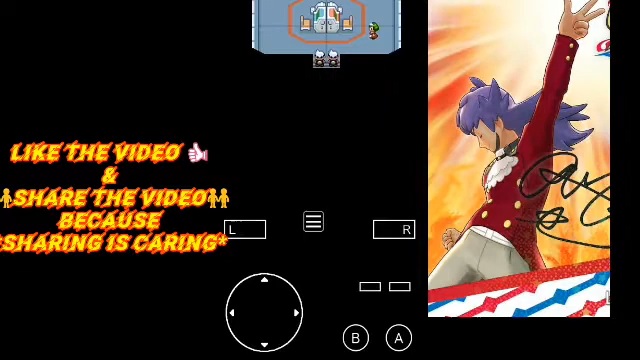 LIKE THE VIDEO 👍
&
SHARE THE VIDEO
BECAUSE
*SHARING IS CARING*
L
R
B
A